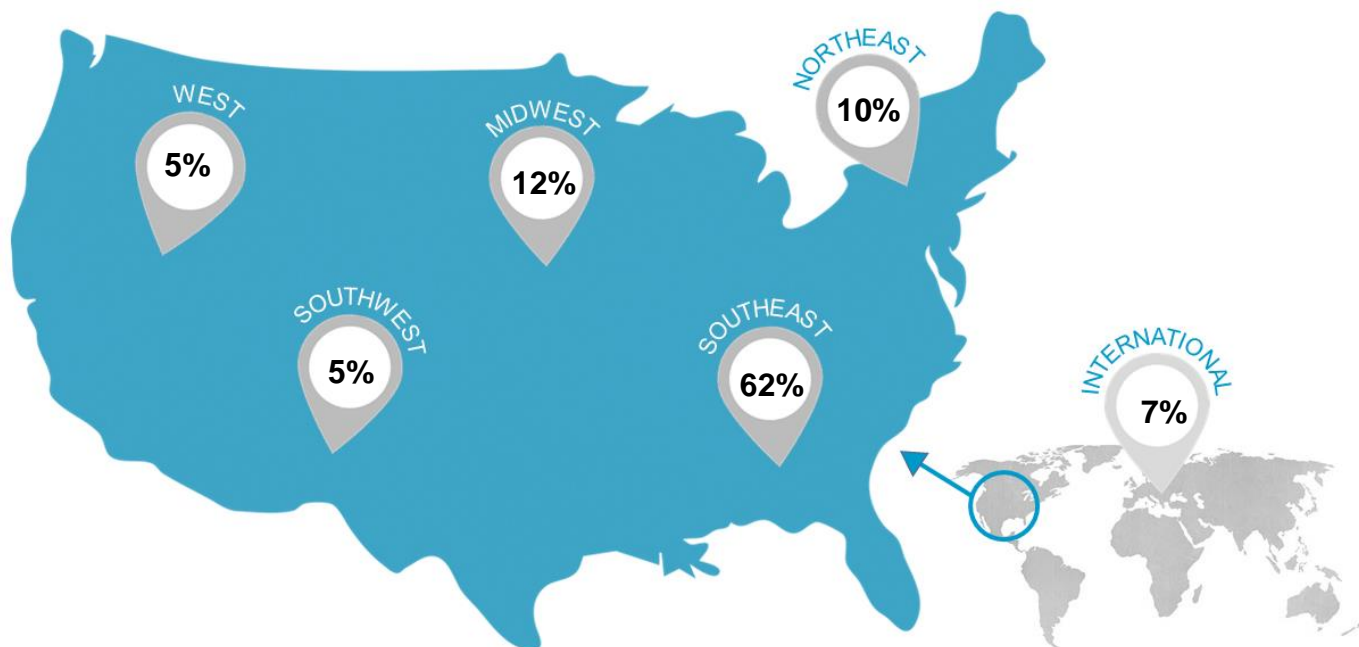 WEST
5%
MIDWEST
12%
NORTHEAST
10%
SOUTHWEST
5%
SOUTHEAST
62%
INTERNATIONAL
7%